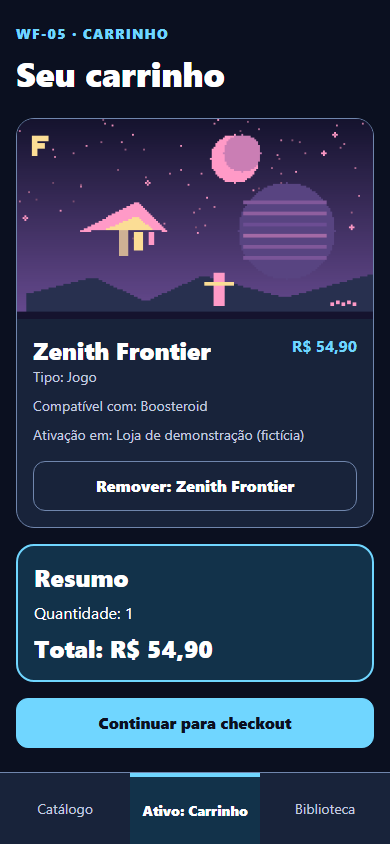 WF-05 · CARRINHO
Seu carrinho
F
Zenith Frontier
R$ 54,90
Tipo: Jogo
Compatível com: Boosteroid
Ativação em: Loja de demonstração (fictícia)
Remover: Zenith Frontier
Resumo
Quantidade: 1
Total: R$ 54,90
Continuar para checkout
Catálogo
Ativo: Carrinho
Biblioteca